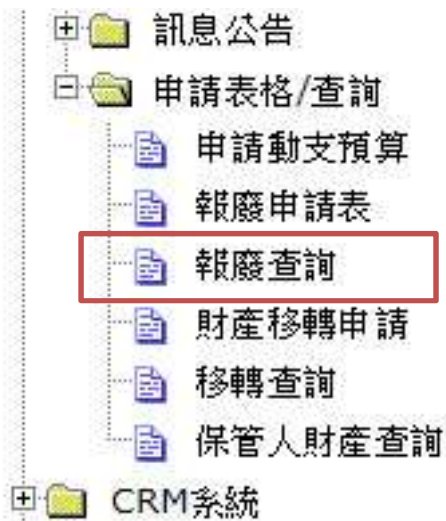 訊息公告
申請表格/查詢
申請動支預算
報廢申請表
報廢查詢
財產移轉申請
移轉查詢
保管人財產查詢
CRM系統